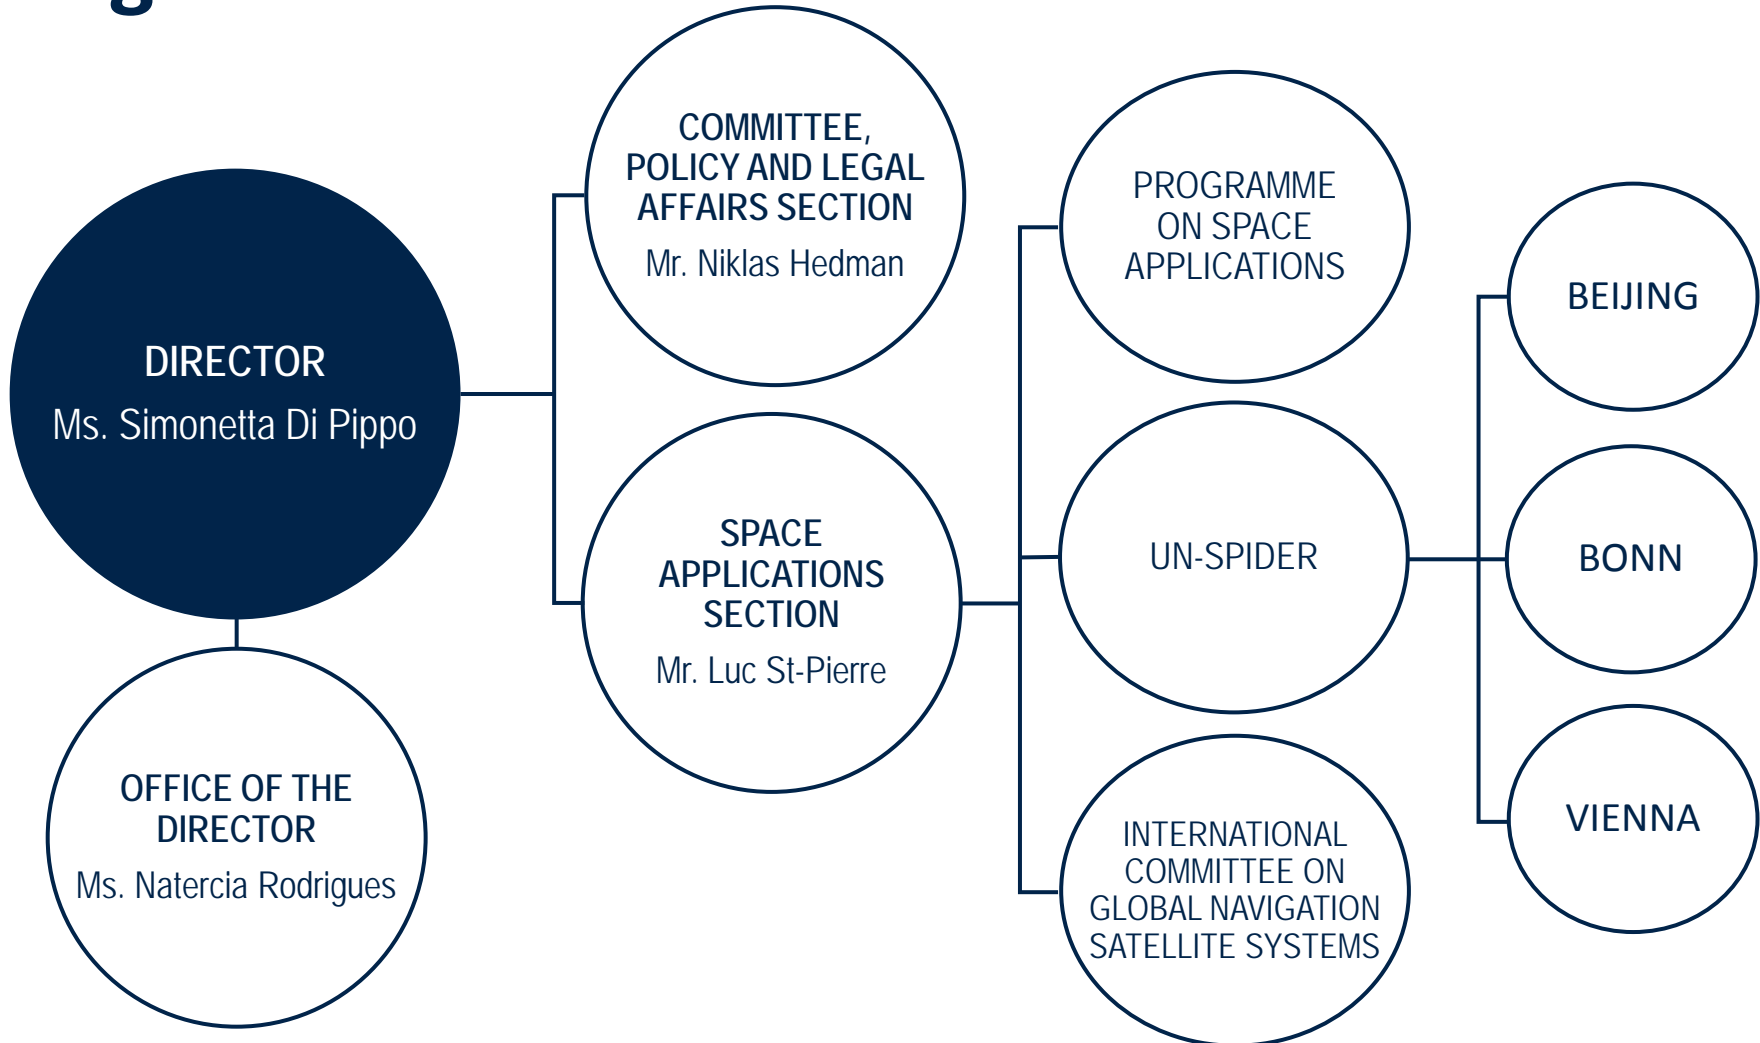 g
DIRECTOR
Ms. Simonetta Di Pippo
OFFICE OF THE
DIRECTOR
Ms. Natercia Rodrigues
COMMITTEE,
POLICY AND LEGAL
AFFAIRS SECTION
Mr. Niklas Hedman
SPACE
APPLICATIONS
SECTION
Mr. Luc St-Pierre
PROGRAMME
ON SPACE
APPLICATIONS
UN-SPIDER
INTERNATIONAL
COMMITTEE ON
GLOBAL NAVIGATION
SATELLITE SYSTEMS
BEIJING
BONN
VIENNA